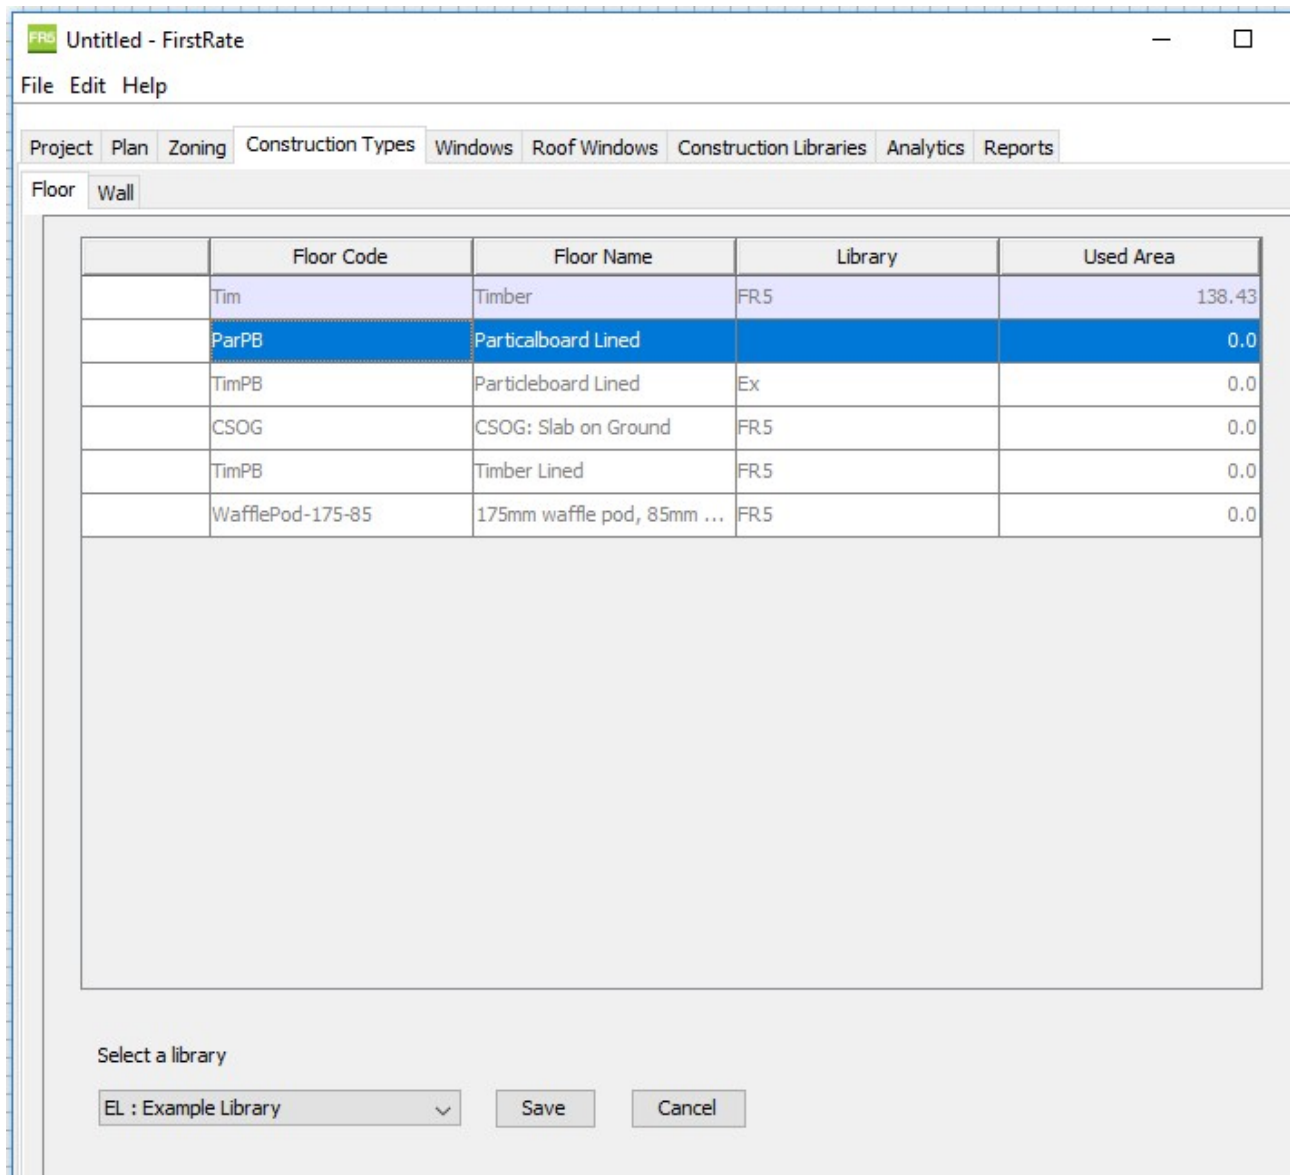 FR5 Untitled - FirstRate
File Edit Help
Project Plan Zoning Construction Types Windows Roof Windows Construction Libraries Analytics Reports
Floor Wall
Floor Code Floor Name Library Used Area
Tim Timber FR5 138.43
ParPB Particalboard Lined 0.0
TimPB Particleboard Lined Ex 0.0
CSOG CSOG: Slab on Ground FR5 0.0
TimPB Timber Lined FR5 0.0
WafflePod-175-85 175mm waffle pod, 85mm ... FR5 0.0
Select a library
EL : Example Library Save Cancel